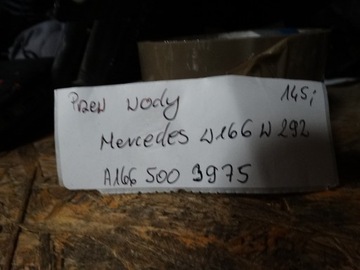 Przew wody 145,-
Mercedes W166 W292
A166 500 3975